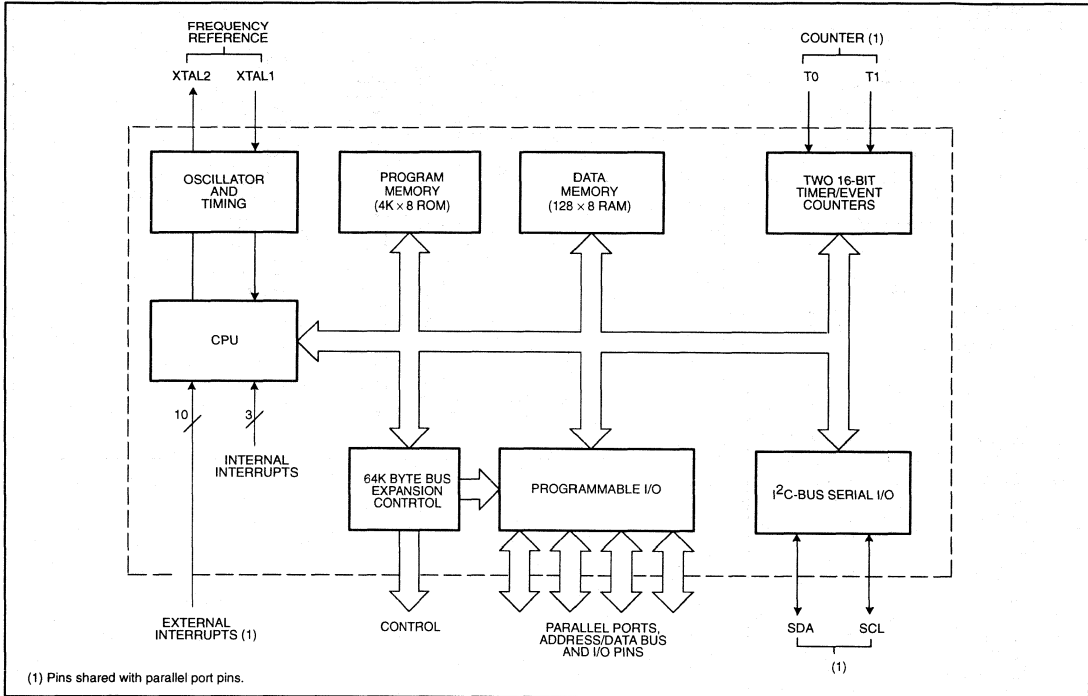 FREQUENCY
REFERENCE
XTAL2 XTAL1
COUNTER (1)
T0 T1
OSCILLATOR
AND
TIMING
PROGRAM
MEMORY
(4K × 8 ROM)
DATA
MEMORY
(128 × 8 RAM)
TWO 16-BIT
TIMER/EVENT
COUNTERS
CPU
10
3
INTERNAL
INTERRUPTS
64K BYTE BUS
EXPANSION
CONTRTOL
PROGRAMMABLE I/O
I²C-BUS SERIAL I/O
EXTERNAL
INTERRUPTS (1)
CONTROL
PARALLEL PORTS,
ADDRESS/DATA BUS
AND I/O PINS
SDA SCL
(1)
(1) Pins shared with parallel port pins.